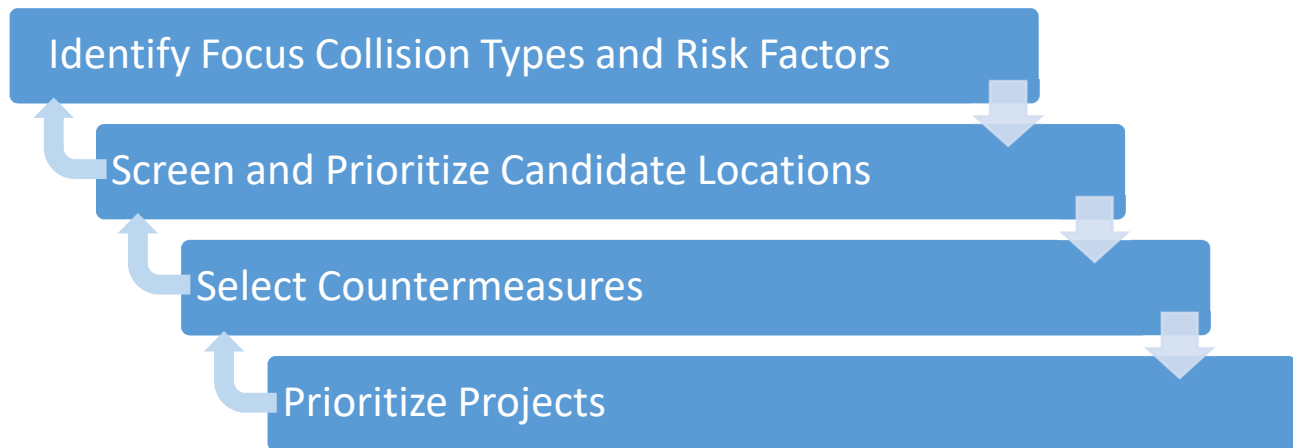 Identify Focus Collision Types and Risk Factors
Screen and Prioritize Candidate Locations
Select Countermeasures
Prioritize Projects